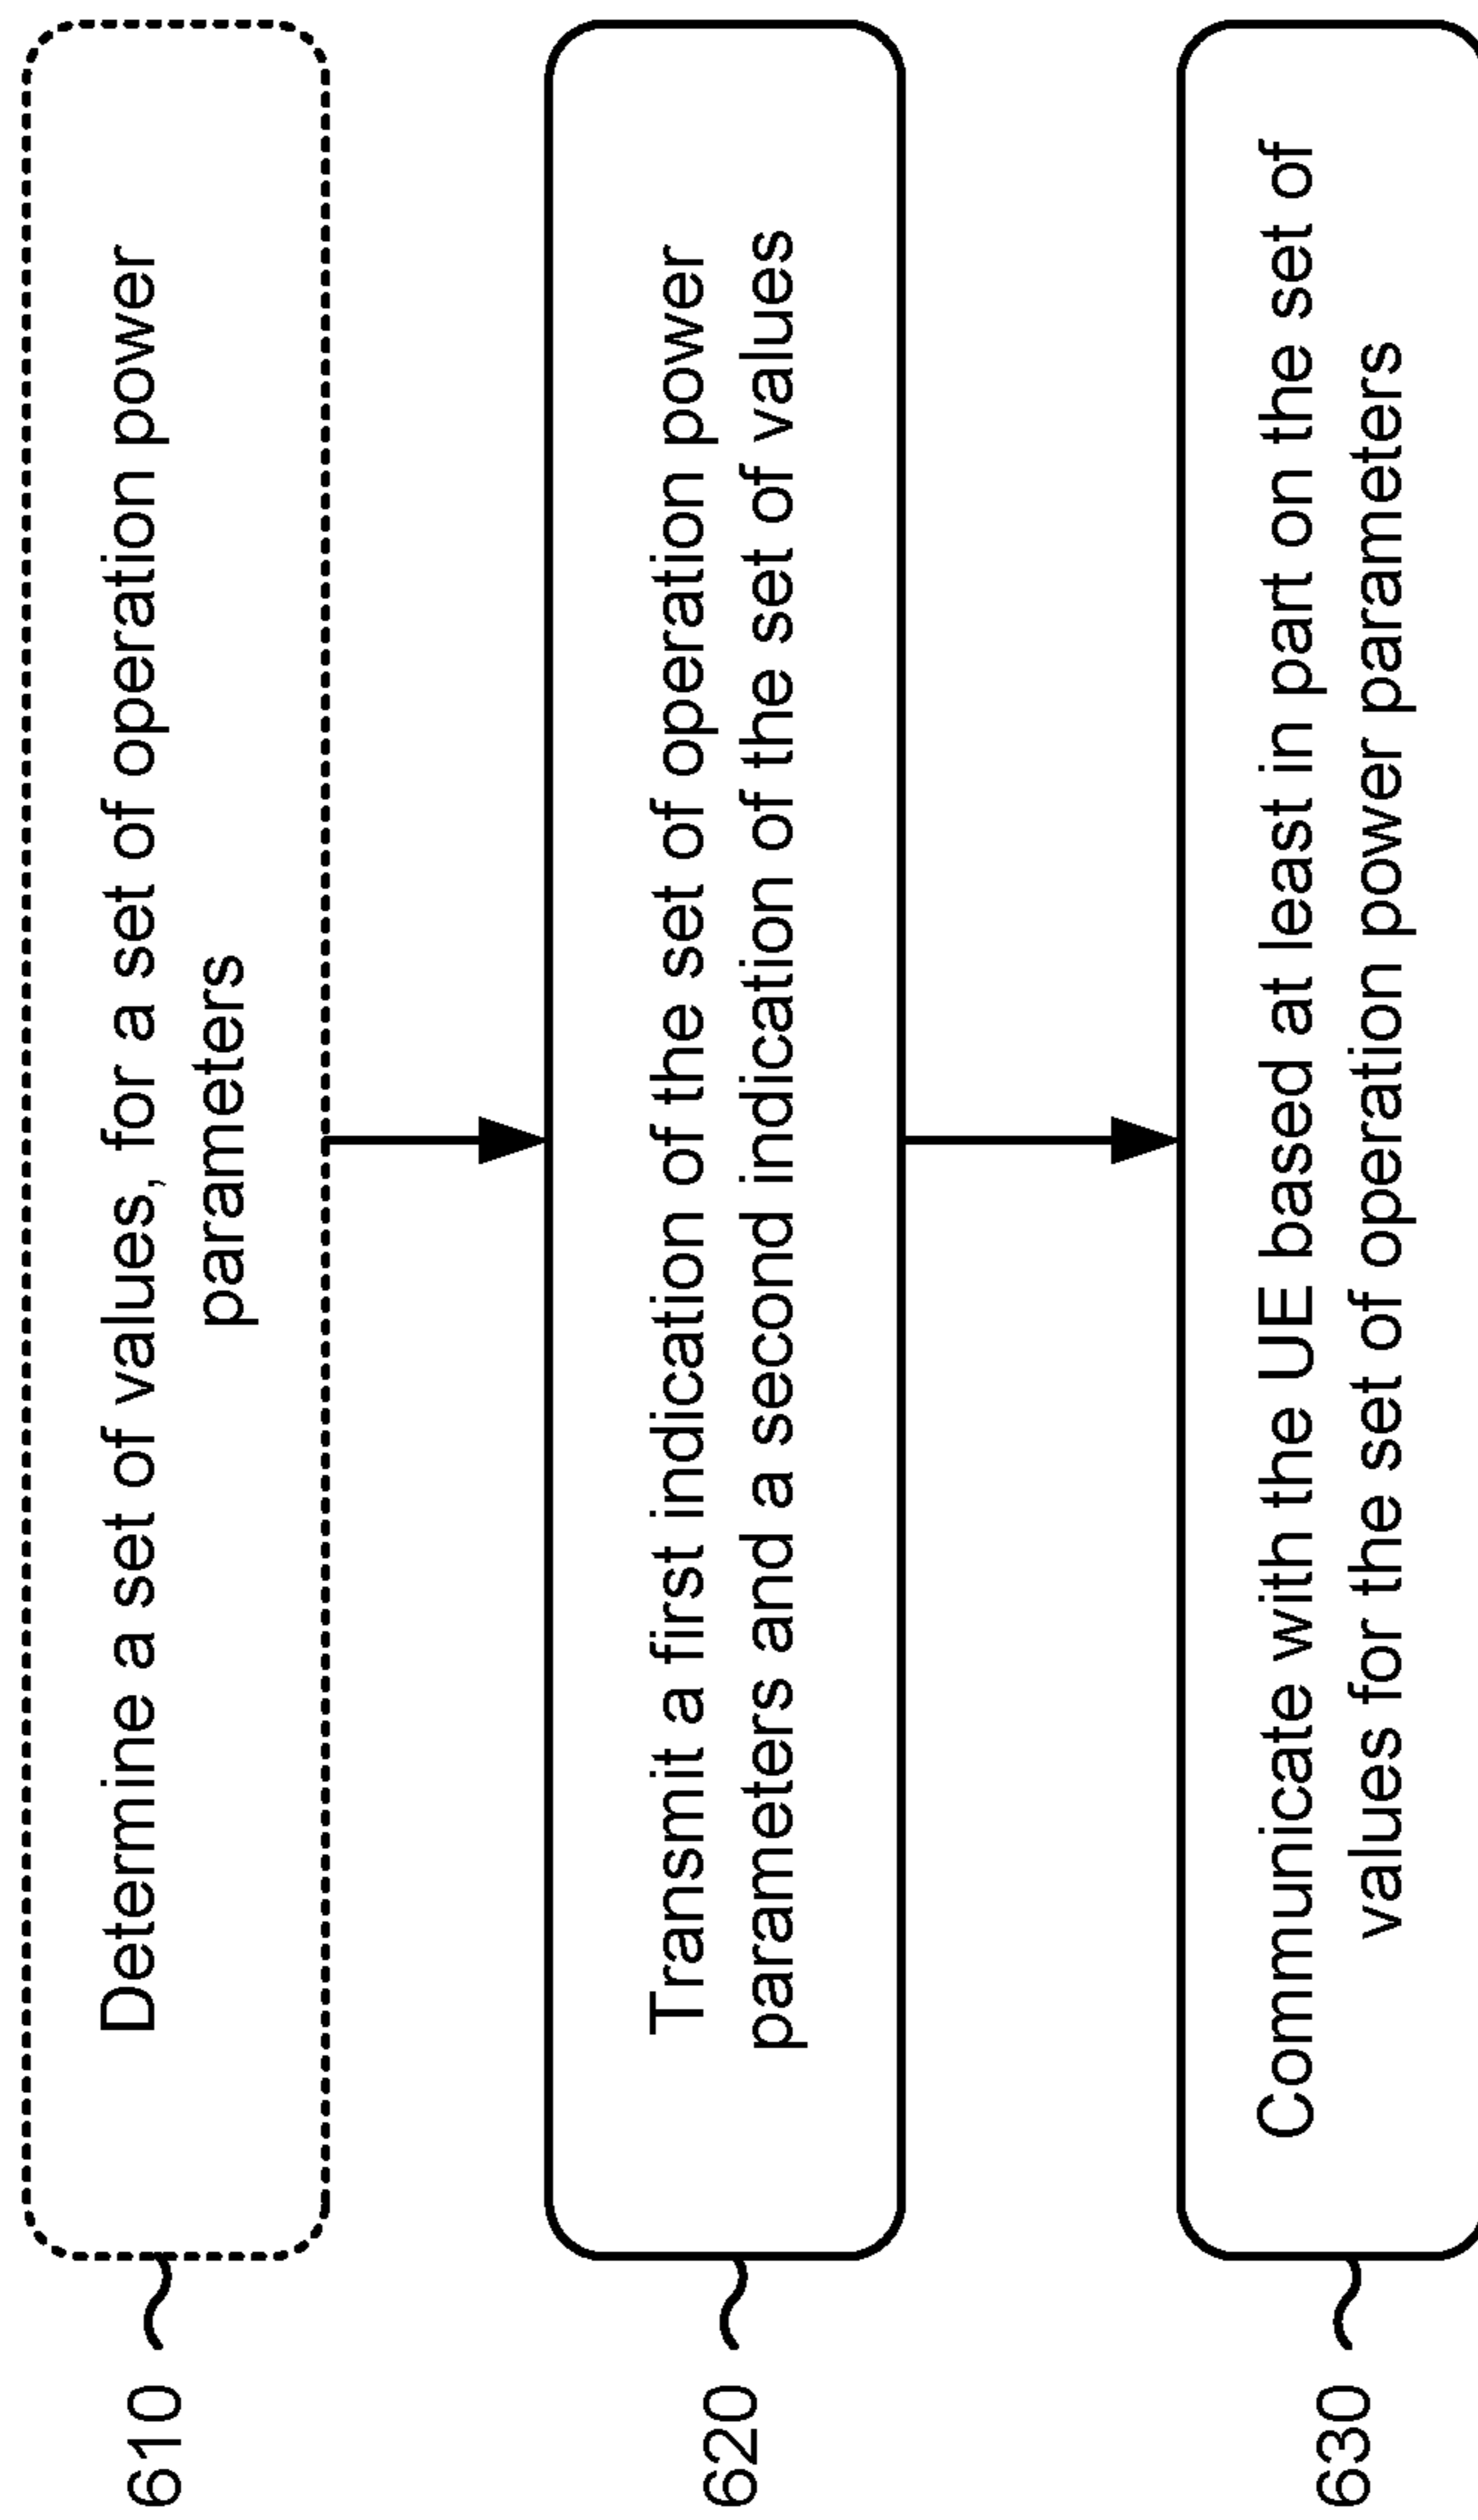 610
Determine a set of values, for a set of operation power
parameters
620
Transmit a first indication of the set of operation power
parameters and a second indication of the set of values
630
Communicate with the UE based at least in part on the set of
values for the set of operation power parameters